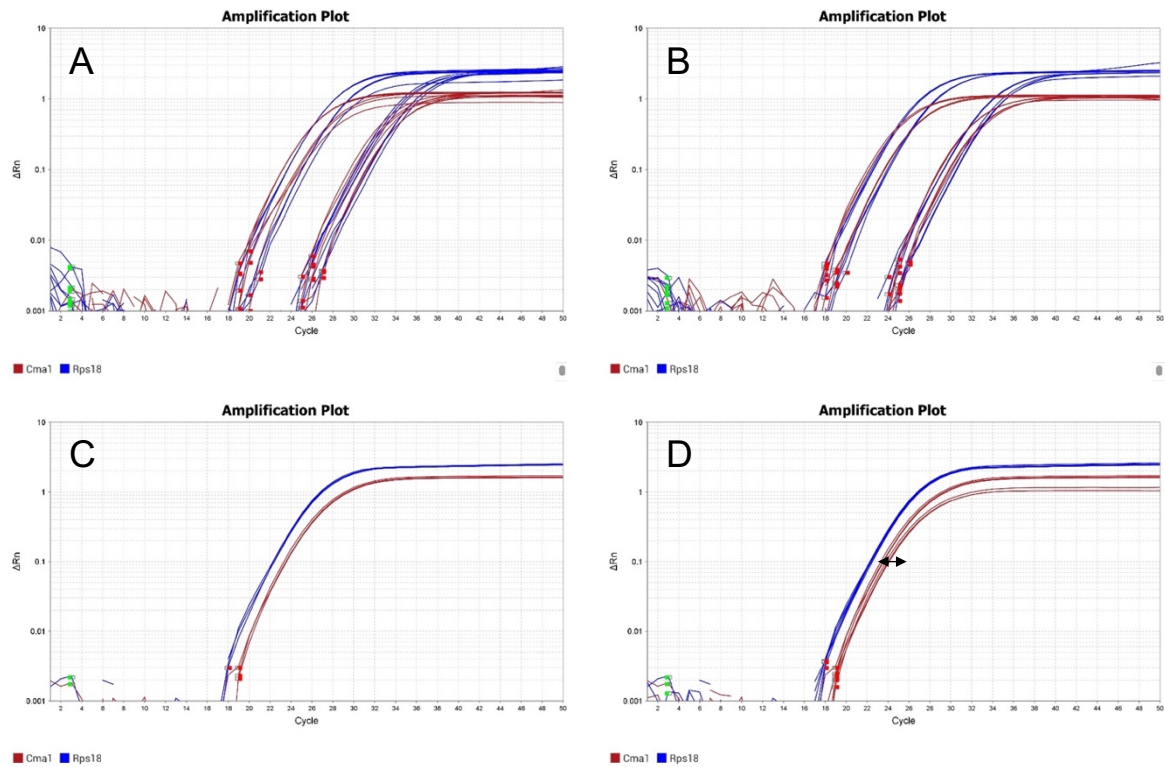 Amplification Plot
A
10
1
0.1
0.01
0.001
ΔRn
2 4 6 8 10 12 14 16 18 20 22 24 26 28 30 32 34 36 38 40 42 44 46 48 50
Cycle
Cma1 Rps18
Amplification Plot
B
10
1
0.1
0.01
0.001
ΔRn
2 4 6 8 10 12 14 16 18 20 22 24 26 28 30 32 34 36 38 40 42 44 46 48 50
Cycle
Cma1 Rps18
Amplification Plot
C
10
1
0.1
0.01
0.001
ΔRn
2 4 6 8 10 12 14 16 18 20 22 24 26 28 30 32 34 36 38 40 42 44 46 48 50
Cycle
Cma1 Rps18
Amplification Plot
D
10
1
0.1
0.01
0.001
ΔRn
2 4 6 8 10 12 14 16 18 20 22 24 26 28 30 32 34 36 38 40 42 44 46 48 50
Cycle
Cma1 Rps18